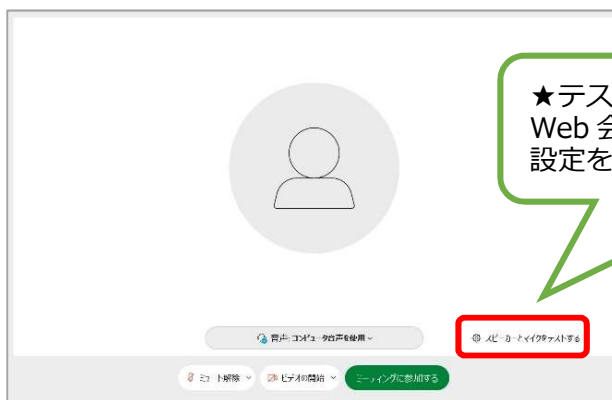 ★テス
Web 会
設定を
音声: コンピュータ音声を使用
スピーカーとマイクをテストする
ミュート解除
ビデオの開始
ミーティングに参加する